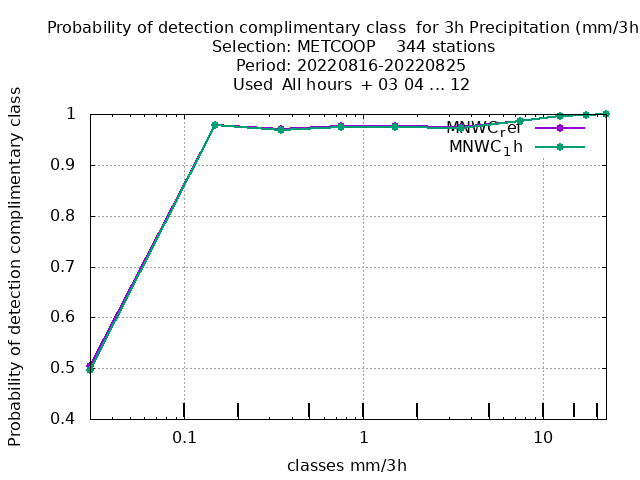 Probability of detection complimentary class for 3h Precipitation (mm/3h
Selection: METCOOP 344 stations
Period: 20220816-20220825
Used All hours + 03 04 ... 12
Probability of detection complimentary class
1
0.9
0.8
0.7
0.6
0.5
0.4
MNWC_ref
MNWC_1h
0.1 1 10
classes mm/3h